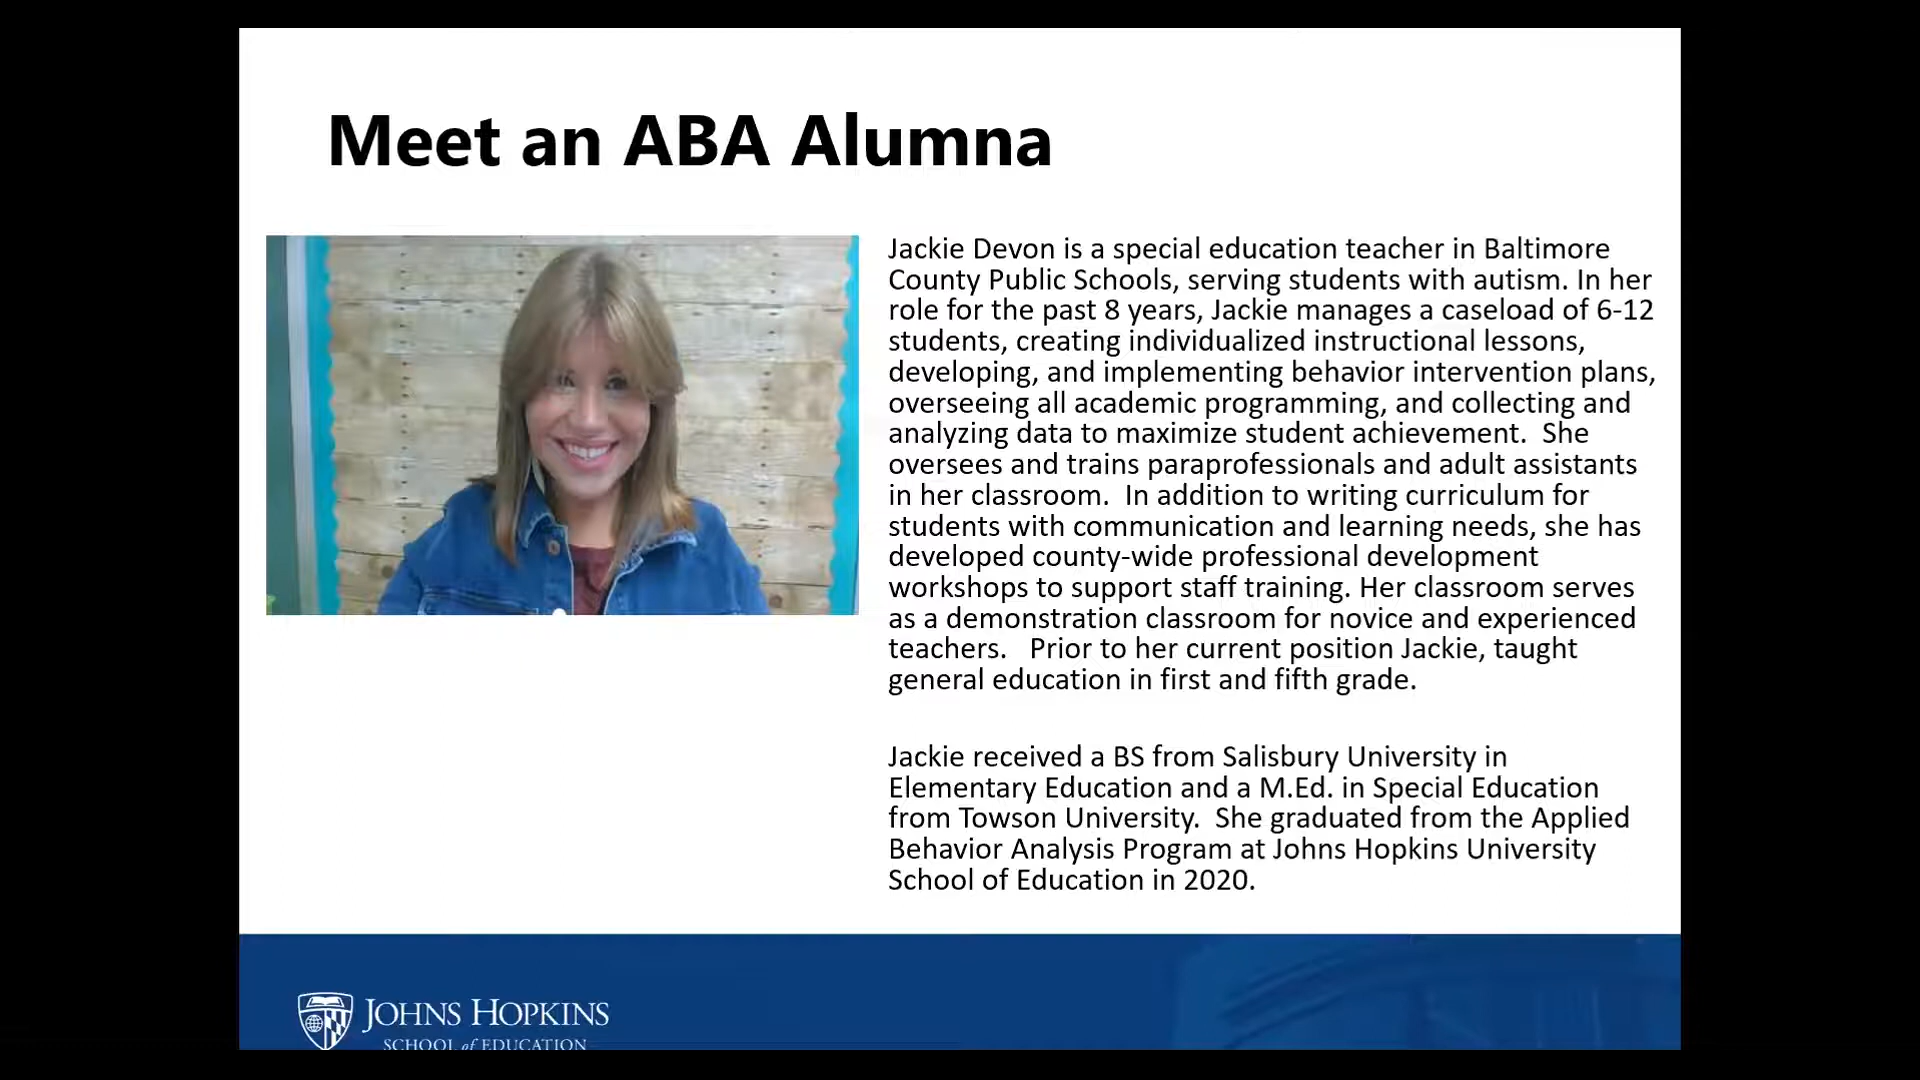 Meet an ABA Alumna
Jackie Devon is a special education teacher in Baltimore
County Public Schools, serving students with autism. In her
role for the past 8 years, Jackie manages a caseload of 6-12
students, creating individualized instructional lessons,
developing, and implementing behavior intervention plans,
overseeing all academic programming, and collecting and
analyzing data to maximize student achievement.  She
oversees and trains paraprofessionals and adult assistants
in her classroom.  In addition to writing curriculum for
students with communication and learning needs, she has
developed county-wide professional development
workshops to support staff training. Her classroom serves
as a demonstration classroom for novice and experienced
teachers.   Prior to her current position Jackie, taught
general education in first and fifth grade.
Jackie received a BS from Salisbury University in
Elementary Education and a M.Ed. in Special Education
from Towson University.  She graduated from the Applied
Behavior Analysis Program at Johns Hopkins University
School of Education in 2020.
JOHNS HOPKINS
SCHOOL of EDUCATION